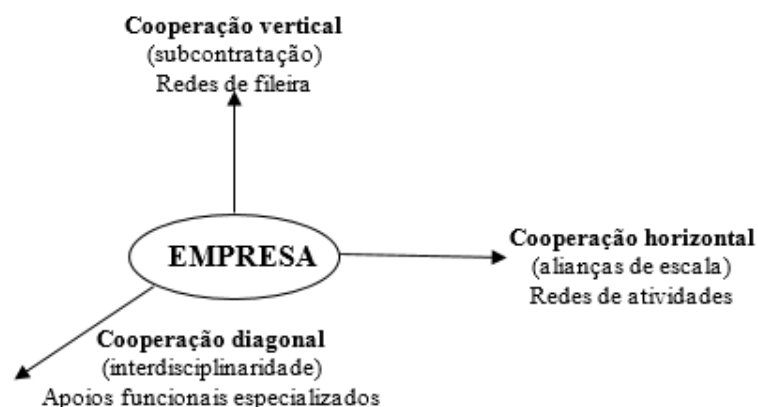 Cooperação vertical
(subcontratação)
Redes de fileira
EMPRESA
Cooperação horizontal
(alianças de escala)
Redes de atividades
Cooperação diagonal
(interdisciplinaridade)
Apoios funcionais especializados